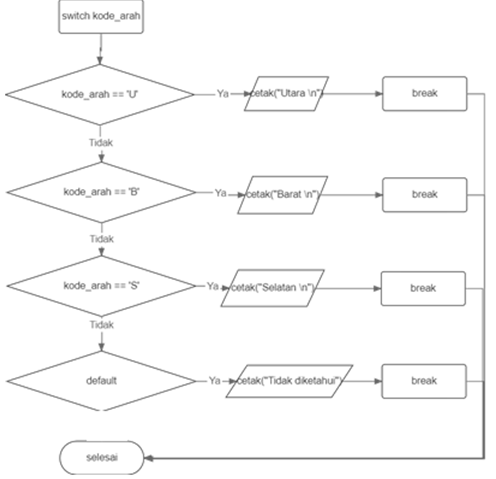 switch kode_arah
kode_arah == 'U'
Ya
cetak("Utara \n")
break
Tidak
kode_arah == 'B'
Ya
cetak("Barat \n")
break
Tidak
kode_arah == 'S'
Ya
cetak("Selatan \n")
break
Tidak
default
Ya
cetak("Tidak diketahui")
break
selesai